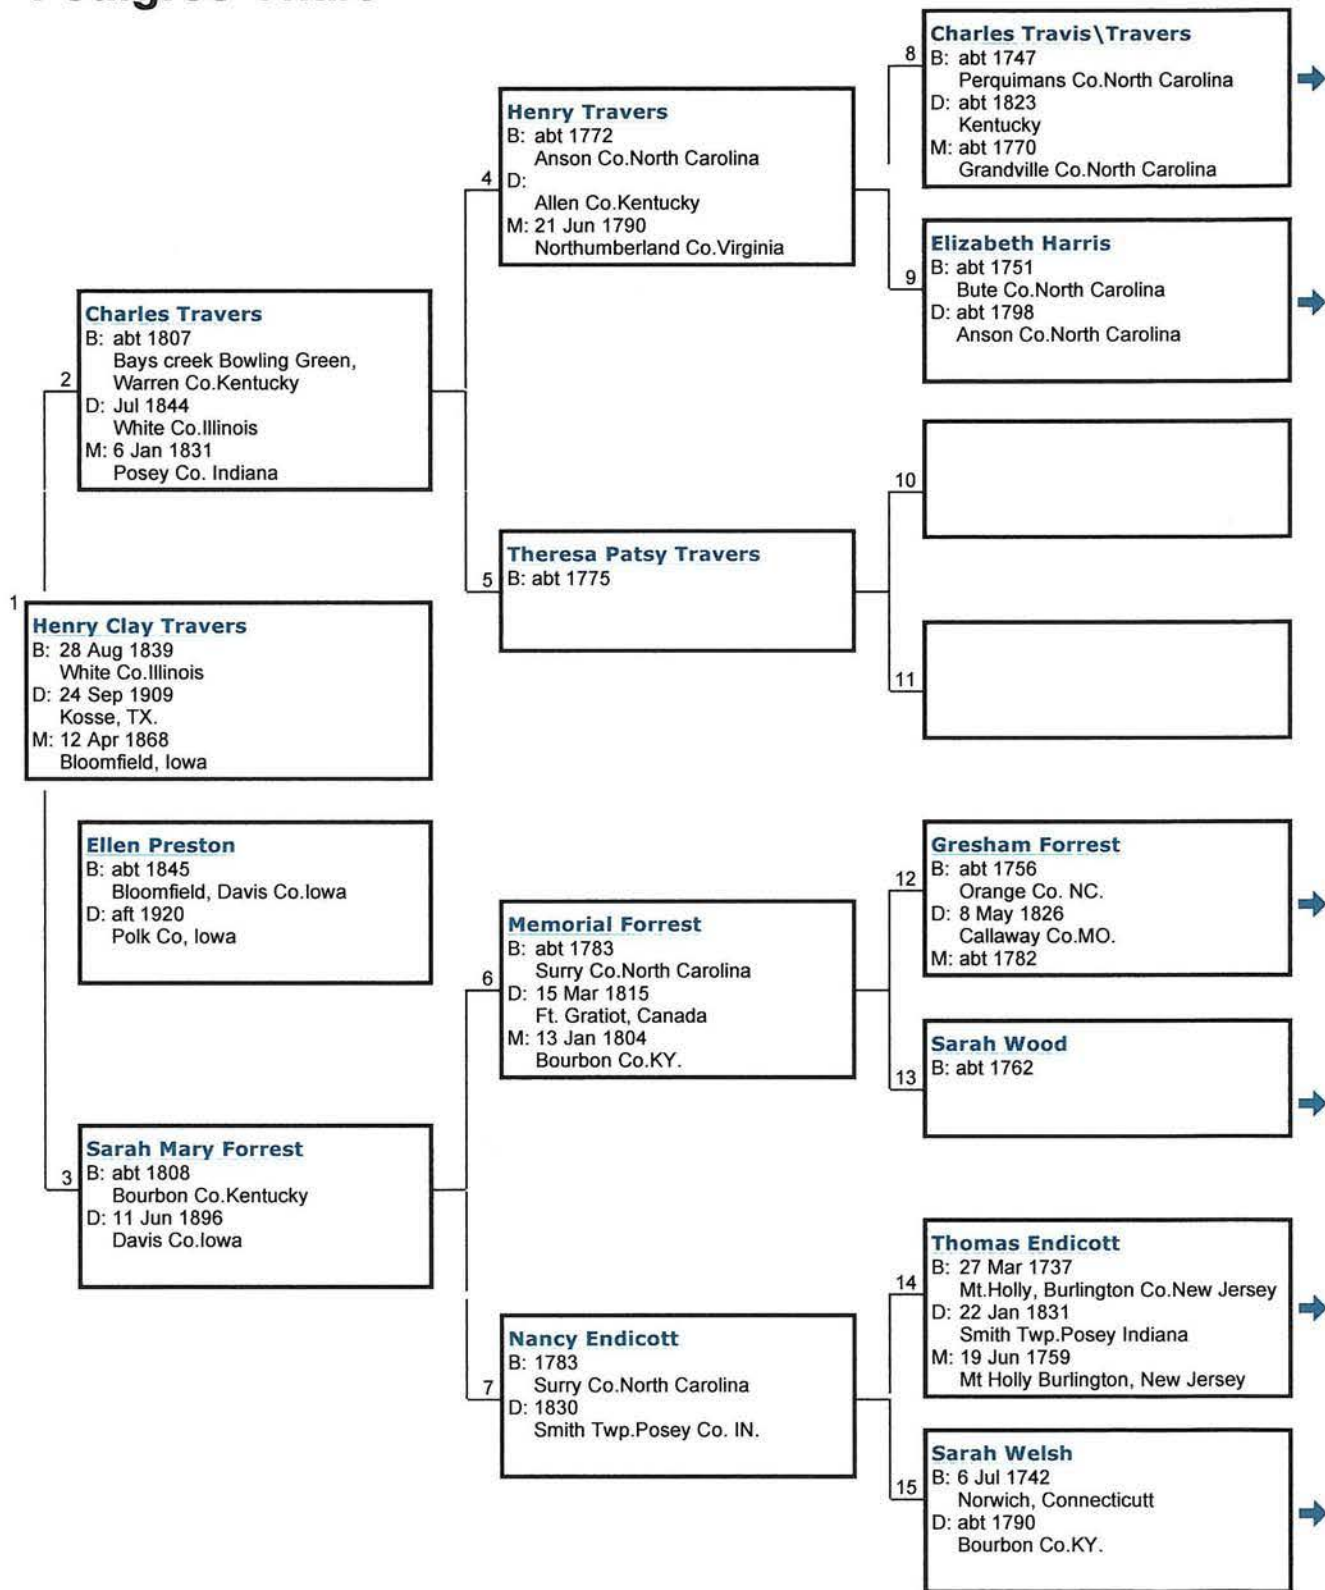 8
Charles Travis\Travers
B: abt 1747
Perquimans Co.North Carolina
D: abt 1823
Kentucky
M: abt 1770
Grandville Co.North Carolina
4
Henry Travers
B: abt 1772
Anson Co.North Carolina
D:
Allen Co.Kentucky
M: 21 Jun 1790
Northumberland Co.Virginia
9
Elizabeth Harris
B: abt 1751
Bute Co.North Carolina
D: abt 1798
Anson Co.North Carolina
2
Charles Travers
B: abt 1807
Bays creek Bowling Green,
Warren Co.Kentucky
D: Jul 1844
White Co.Illinois
M: 6 Jan 1831
Posey Co. Indiana
10
5
Theresa Patsy Travers
B: abt 1775
11
1
Henry Clay Travers
B: 28 Aug 1839
White Co.Illinois
D: 24 Sep 1909
Kosse, TX.
M: 12 Apr 1868
Bloomfield, Iowa
Ellen Preston
B: abt 1845
Bloomfield, Davis Co.Iowa
D: aft 1920
Polk Co, Iowa
12
Gresham Forrest
B: abt 1756
Orange Co. NC.
D: 8 May 1826
Callaway Co.MO.
M: abt 1782
6
Memorial Forrest
B: abt 1783
Surry Co.North Carolina
D: 15 Mar 1815
Ft. Gratiot, Canada
M: 13 Jan 1804
Bourbon Co.KY.
13
Sarah Wood
B: abt 1762
3
Sarah Mary Forrest
B: abt 1808
Bourbon Co.Kentucky
D: 11 Jun 1896
Davis Co.Iowa
14
Thomas Endicott
B: 27 Mar 1737
Mt.Holly, Burlington Co.New Jersey
D: 22 Jan 1831
Smith Twp.Posey Indiana
M: 19 Jun 1759
Mt Holly Burlington, New Jersey
7
Nancy Endicott
B: 1783
Surry Co.North Carolina
D: 1830
Smith Twp.Posey Co. IN.
15
Sarah Welsh
B: 6 Jul 1742
Norwich, Connecticutt
D: abt 1790
Bourbon Co.KY.